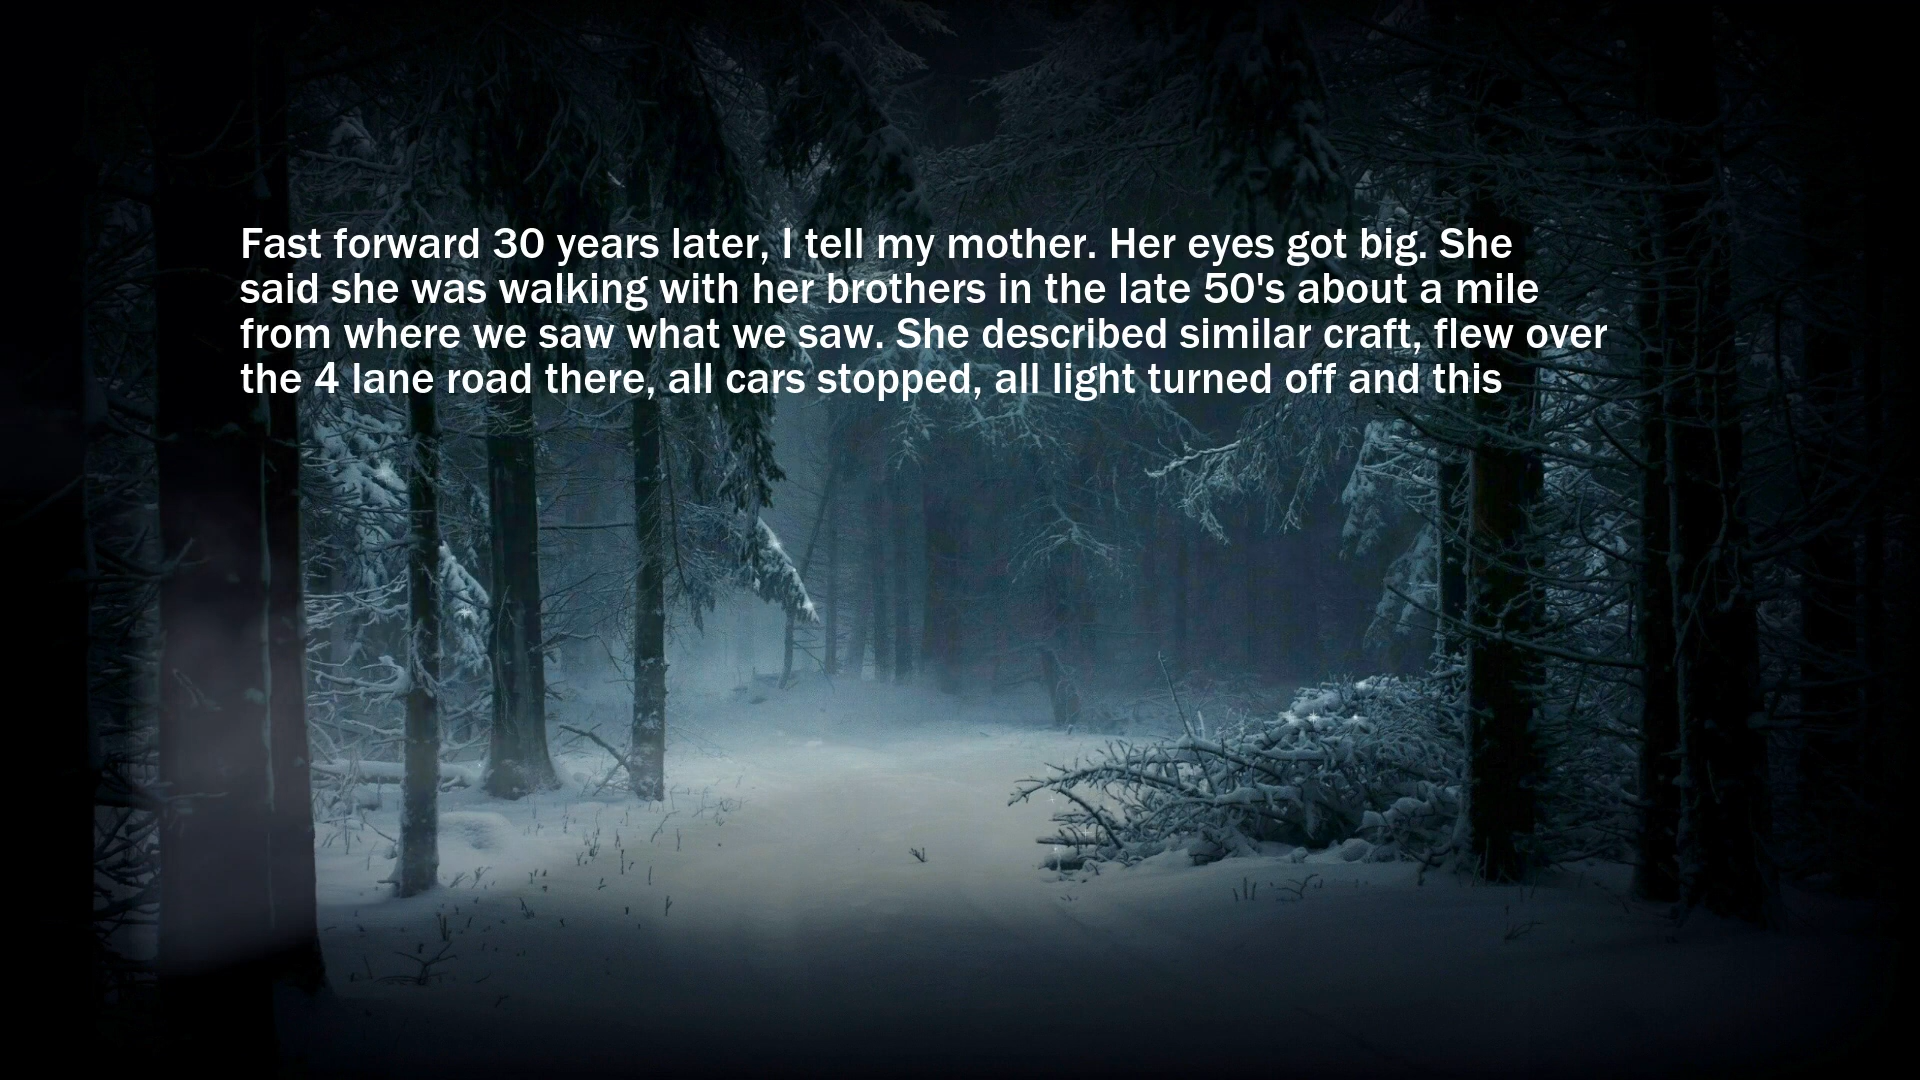 Fast forward 30 years later, I tell my mother. Her eyes got big. She
said she was walking with her brothers in the late 50's about a mile
from where we saw what we saw. She described similar craft, flew over
the 4 lane road there, all cars stopped, all light turned off and this